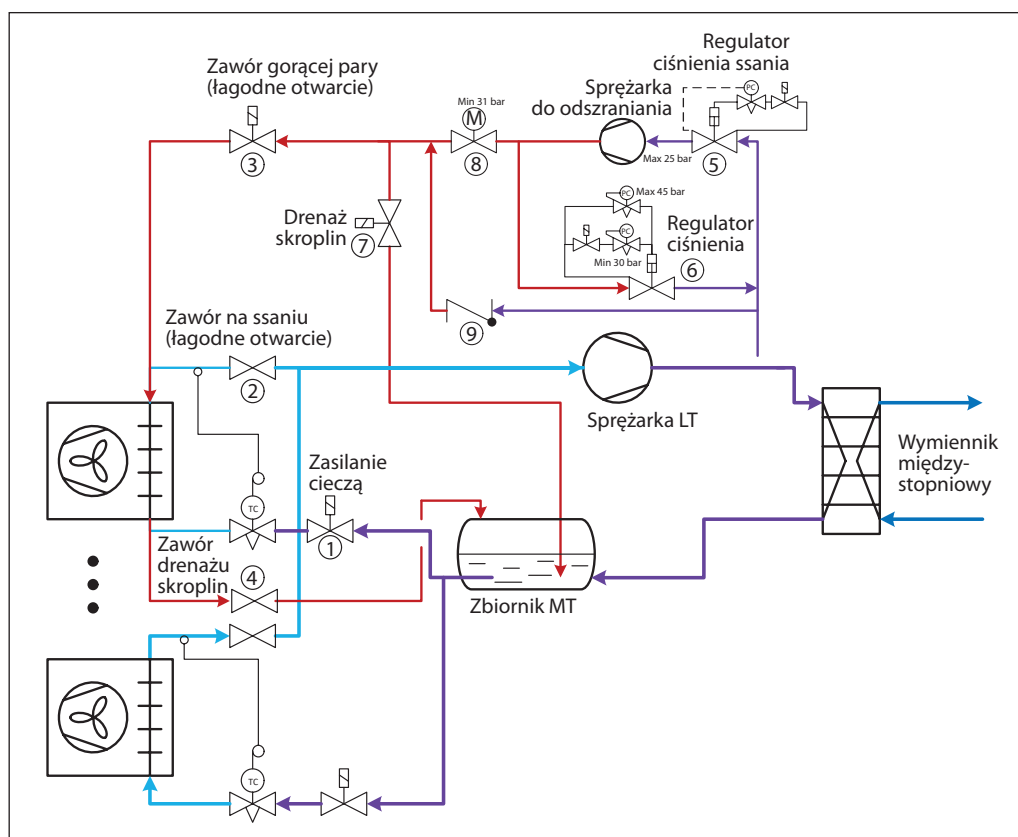 Regulator
ciśnienia ssania
Zawór gorącej pary
(łagodne otwarcie)
Sprężarka
do odszraniania
PC
Min 31 bar
M
3
8
Max 25 bar
5
PC
Max 45 bar
Drenaż
skroplin
7
PC
Regulator
ciśnienia
Min 30 bar
6
9
Zawór na ssaniu
(łagodne otwarcie)
2
Sprężarka LT
Wymiennik
między-
stopniowy
Zasilanie
cieczą
TC
1
Zawór
drenażu
skroplin
4
Zbiornik MT
TC